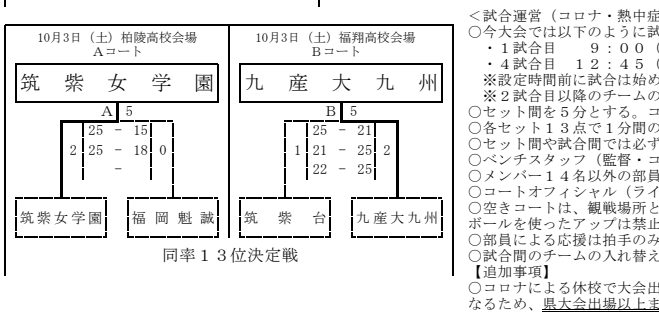 10月3日（土）柏陵高校会場
Aコート
筑紫女学園
A 5
25 － 15
2 25 － 18 0
－
筑紫女学園 福岡魁誠
10月3日（土）福翔高校会場
Bコート
九産大九州
B 5
25 － 21
1 21 － 25 2
22 － 25
筑紫台 九産大九州
同率１３位決定戦
＜試合運営（コロナ・熱中症
○今大会では以下のように試
・１試合目 ９：００（
・４試合目 １２：４５（
※設定時間前に試合は始め
※２試合目以降のチームの
○セット間を５分とする。コ
○各セット１３点で１分間の
○セット間や試合間では必ず
○ベンチスタッフ（監督・コ
○メンバー１４名以外の部員
○コートオフィシャル（ライ
○空きコートは、観戦場所と
ボールを使ったアップは禁止
○部員による応援は拍手のみ
○試合間のチームの入れ替え
【追加事項】
○コロナによる休校で大会出
なるため、県大会出場以上ま